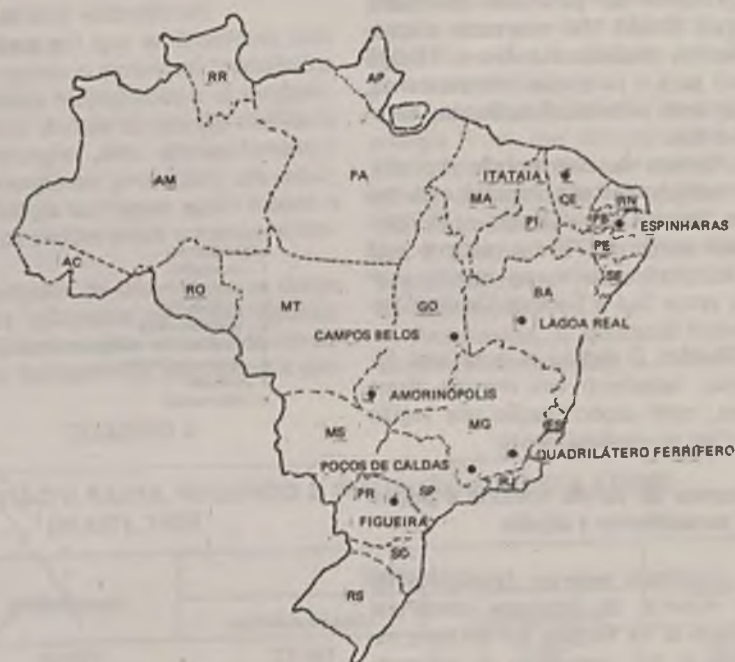 RR
AP
AM
PA
ITATAIA
CE
MA
RN
PB
PI
ESPINHARAS
PE
AC
SE
RO
BA
MT
GO
LAGOA REAL
CAMPOS BELOS
AMORINÓPOLIS
MG
MS
ES
QUADRILÁTERO FERRÍFERO
POÇOS DE CALDAS
RJ
PR
SP
FIGUEIRA
SC
RS